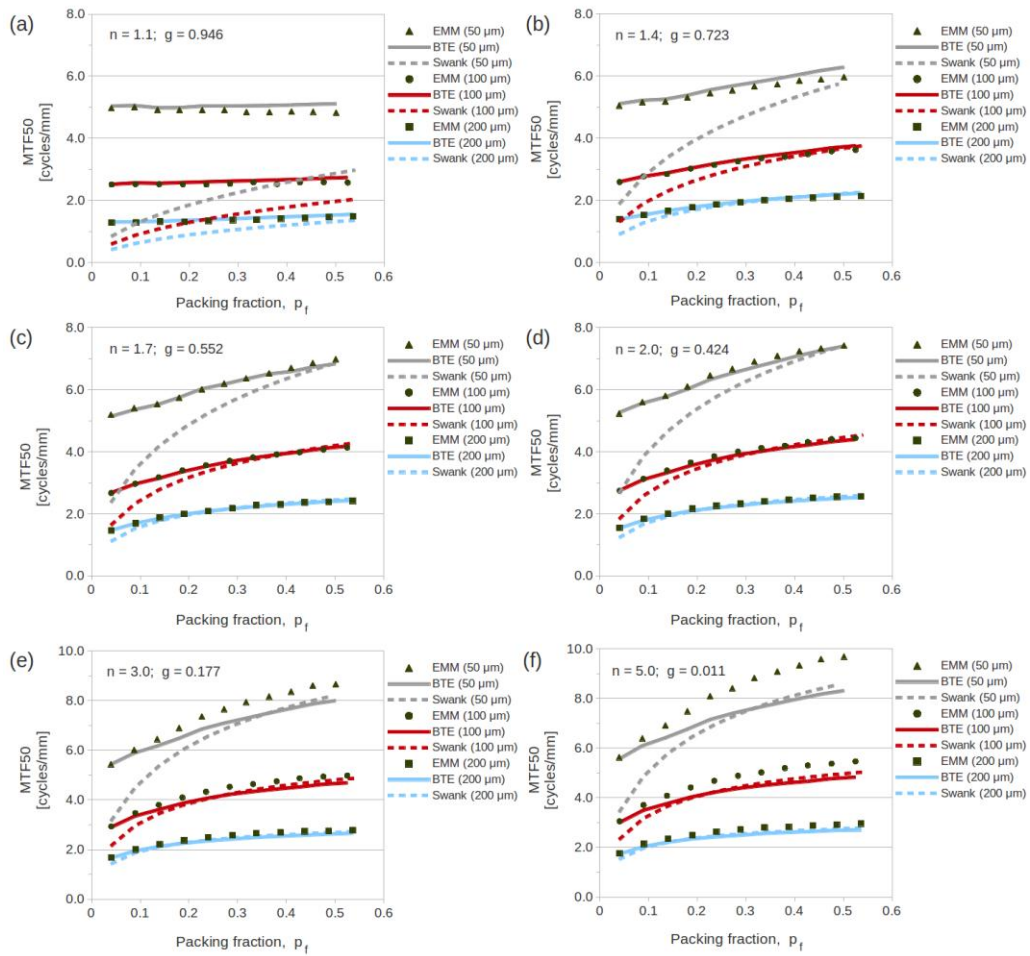 (a)
n = 1.1; g = 0.946
MTF50
[cycles/mm]
8.0
6.0
4.0
2.0
0.0
0
0.1
0.2
0.3
0.4
0.5
0.6
Packing fraction, pf
EMM (50 µm)
BTE (50 µm)
Swank (50 µm)
EMM (100 µm)
BTE (100 µm)
Swank (100 µm)
EMM (200 µm)
BTE (200 µm)
Swank (200 µm)
(b)
n = 1.4; g = 0.723
MTF50
[cycles/mm]
8.0
6.0
4.0
2.0
0.0
0
0.1
0.2
0.3
0.4
0.5
0.6
Packing fraction, pf
EMM (50 µm)
BTE (50 µm)
Swank (50 µm)
EMM (100 µm)
BTE (100 µm)
Swank (100 µm)
EMM (200 µm)
BTE (200 µm)
Swank (200 µm)
(c)
n = 1.7; g = 0.552
MTF50
[cycles/mm]
8.0
6.0
4.0
2.0
0.0
0
0.1
0.2
0.3
0.4
0.5
0.6
Packing fraction, pf
EMM (50 µm)
BTE (50 µm)
Swank (50 µm)
EMM (100 µm)
BTE (100 µm)
Swank (100 µm)
EMM (200 µm)
BTE (200 µm)
Swank (200 µm)
(d)
n = 2.0; g = 0.424
MTF50
[cycles/mm]
8.0
6.0
4.0
2.0
0.0
0
0.1
0.2
0.3
0.4
0.5
0.6
Packing fraction, pf
EMM (50 µm)
BTE (50 µm)
Swank (50 µm)
EMM (100 µm)
BTE (100 µm)
Swank (100 µm)
EMM (200 µm)
BTE (200 µm)
Swank (200 µm)
(e)
n = 3.0; g = 0.177
MTF50
[cycles/mm]
10.0
8.0
6.0
4.0
2.0
0.0
0
0.1
0.2
0.3
0.4
0.5
0.6
Packing fraction, pf
EMM (50 µm)
BTE (50 µm)
Swank (50 µm)
EMM (100 µm)
BTE (100 µm)
Swank (100 µm)
EMM (200 µm)
BTE (200 µm)
Swank (200 µm)
(f)
n = 5.0; g = 0.011
MTF50
[cycles/mm]
10.0
8.0
6.0
4.0
2.0
0.0
0
0.1
0.2
0.3
0.4
0.5
0.6
Packing fraction, pf
EMM (50 µm)
BTE (50 µm)
Swank (50 µm)
EMM (100 µm)
BTE (100 µm)
Swank (100 µm)
EMM (200 µm)
BTE (200 µm)
Swank (200 µm)